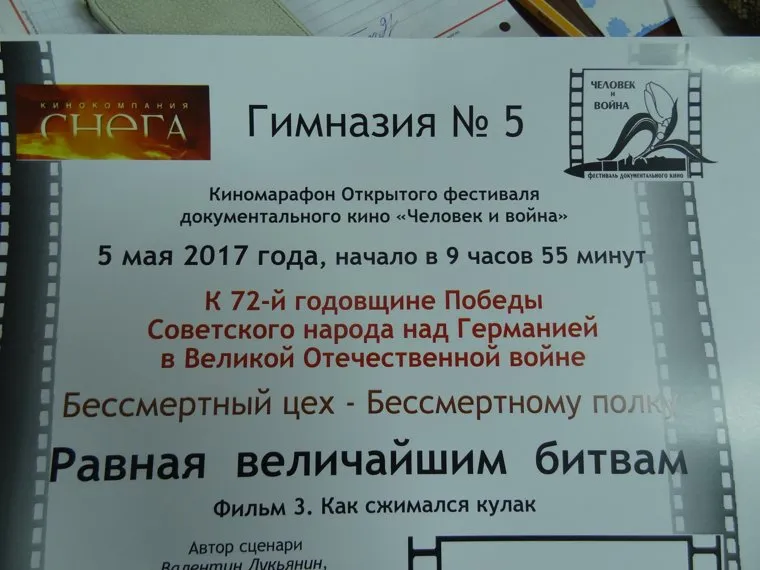 КИНОКОМПАНИЯ
СНЕГА
Гимназия № 5
ЧЕЛОВЕК
И
ВОЙНА
ФЕСТИВАЛЬ ДОКУМЕНТАЛЬНОГО КИНО
Киномарафон Открытого фестиваля
документального кино «Человек и война»
5 мая 2017 года, начало в 9 часов 55 минут
К 72-й годовщине Победы
Советского народа над Германией
в Великой Отечественной войне
Бессмертный цех - Бессмертному полку
Равная величайшим битвам
Фильм 3. Как сжимался кулак
Автор сценари
Валентин Лукьянин,